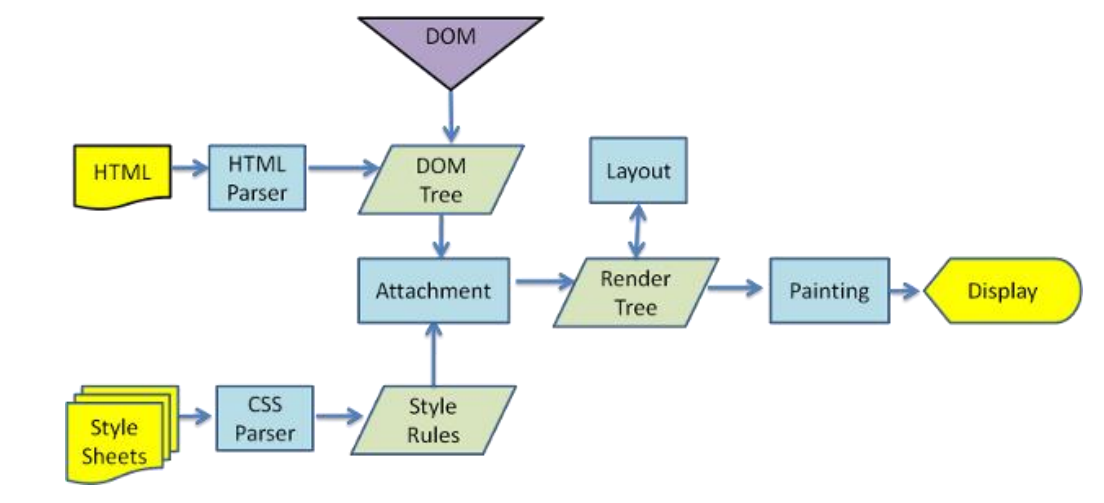 DOM
HTML
HTML
Parser
DOM
Tree
Layout
Attachment
Render
Tree
Painting
Display
Style
Sheets
CSS
Parser
Style
Rules